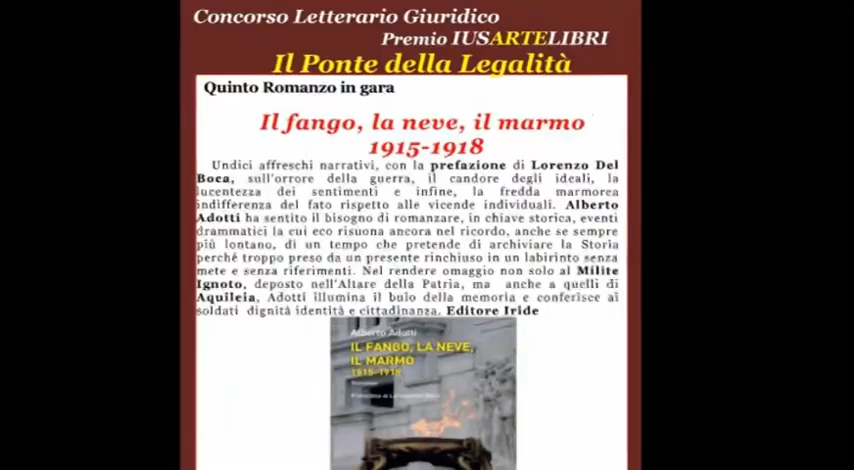 Concorso Letterario Giuridico
Premio IUSARTELIBRI
Il Ponte della Legalità
Quinto Romanzo in gara
Il fango, la neve, il marmo
1915-1918
Undici affreschi narrativi, con la prefazione di Lorenzo Del
Boca, sull'orrore della guerra, il candore degli ideali, la
lucentezza dei sentimenti e infine, la fredda marmorea
indifferenza del fato rispetto alle vicende individuali. Alberto
Adotti ha sentito il bisogno di romanzare, in chiave storica, eventi
drammatici la cui eco risuona ancora nel ricordo, anche se sempre
più lontano, di un tempo che pretende di archiviare la Storia
perché troppo preso da un presente rinchiuso in un labirinto senza
mete e senza riferimenti. Nel rendere omaggio non solo al Milite
Ignoto, deposto nell'Altare della Patria, ma anche a quelli di
Aquileia, Adotti illumina il buio della memoria e conferisce ai
soldati dignità identità e cittadinanza. Editore Iride
Alberto Adotti
IL FANGO, LA NEVE,
IL MARMO
1915-1918
Romanzo
Prefazione di Lorenzo Del Boca